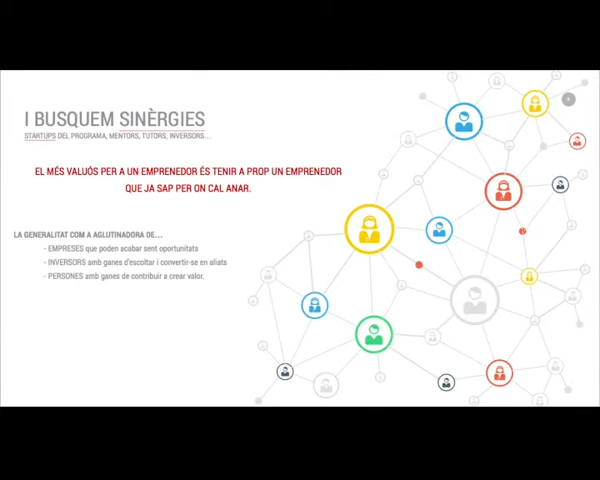 I BUSQUEM SINÈRGIES
STARTUPS DEL PROGRAMA, MENTORS, TUTORS, INVERSORS...
EL MÉS VALUÓS PER A UN EMPRENEDOR ÉS TENIR A PROP UN EMPRENEDOR
QUE JA SAP PER ON CAL ANAR.
LA GENERALITAT COM A AGLUTINADORA DE...
- EMPRESES que poden acabar sent oportunitats
- INVERSORS amb ganes d'escoltar i convertir-se en aliats
- PERSONES amb ganes de contribuir a crear valor.